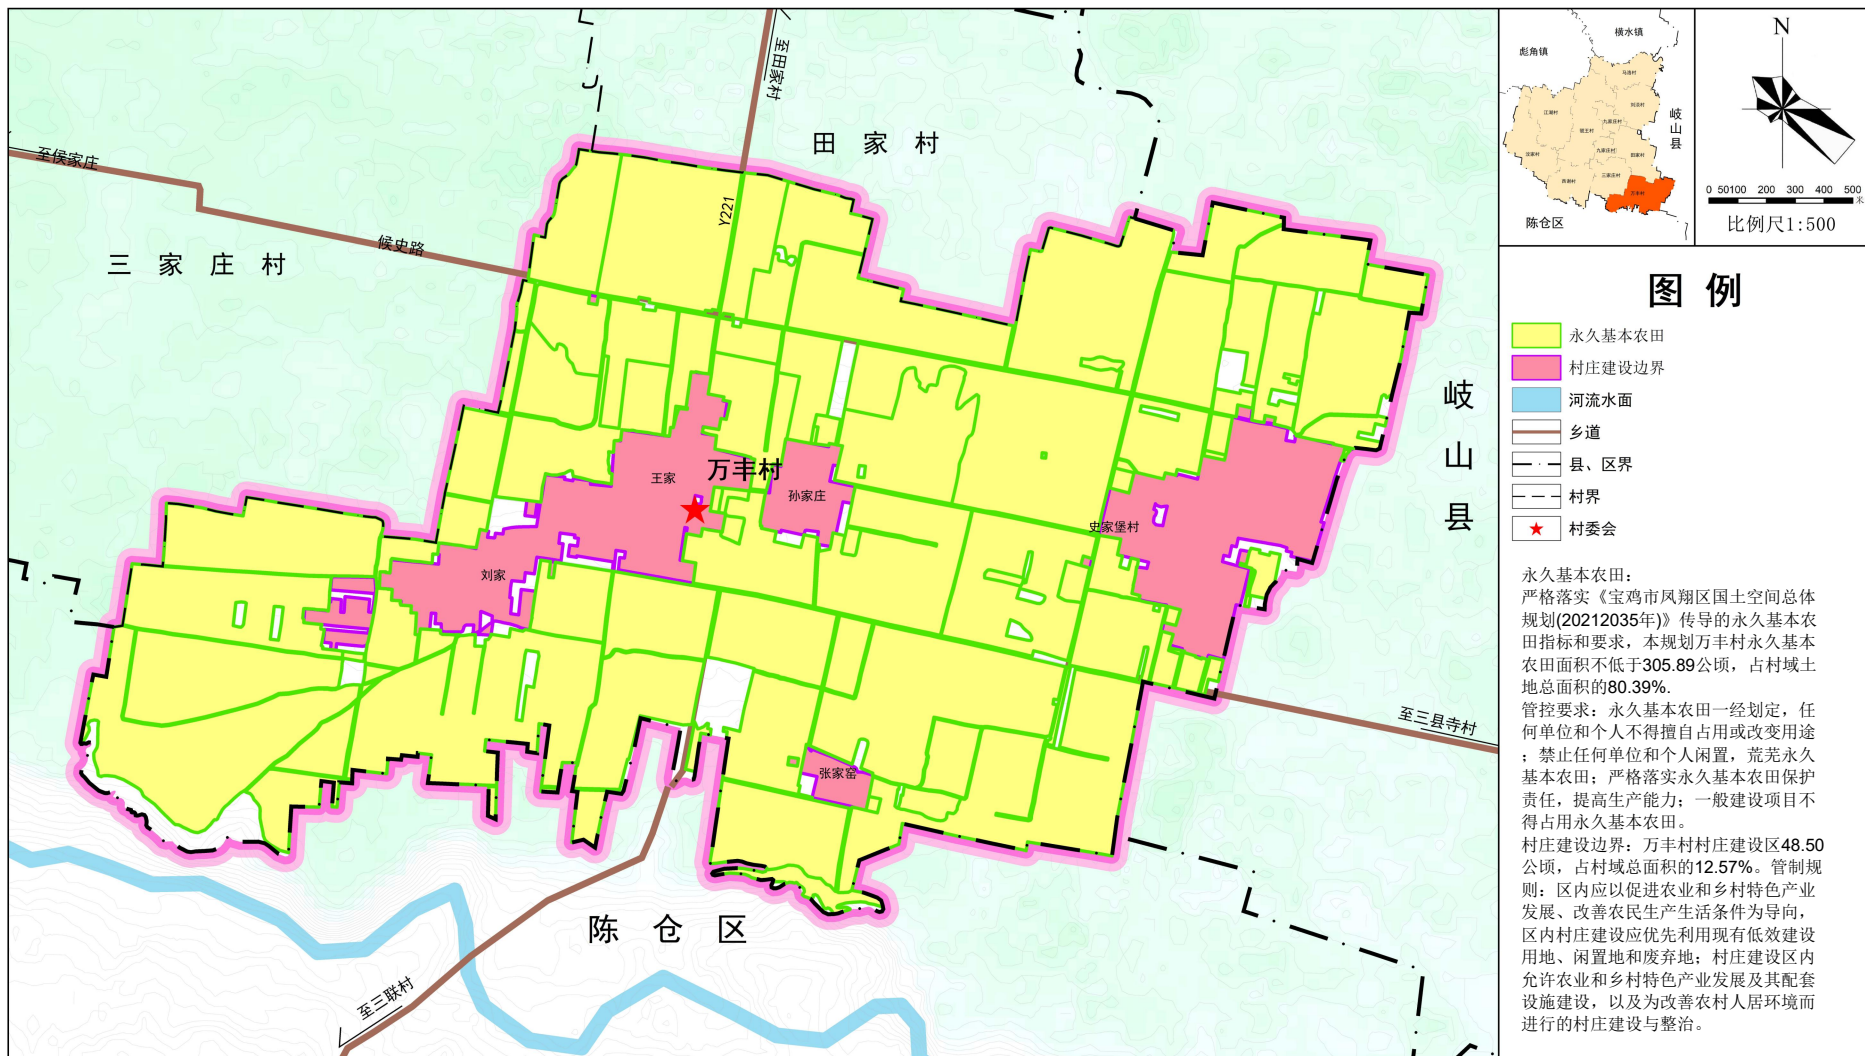 至田家村
田家村
至侯家庄
候史路
Y221
三家庄村
岐山县
王家
万丰村
孙家庄
史家堡村
刘家
张家窑
至三县寺村
陈仓区
至三联村
横水镇
彪角镇
岐山县
陈仓区
马道村
刘淡村
九家庄村
田家村
三家庄村
万丰村
N
0 50100 200 300 400 500
米
比例尺1:500
图例
永久基本农田
村庄建设边界
河流水面
乡道
县、区界
村界
村委会
永久基本农田：
严格落实《宝鸡市凤翔区国土空间总体
规划(20212035年)》传导的永久基本农
田指标和要求，本规划万丰村永久基本
农田面积不低于305.89公顷，占村域土
地总面积的80.39%.
管控要求：永久基本农田一经划定，任
何单位和个人不得擅自占用或改变用途
；禁止任何单位和个人闲置，荒芜永久
基本农田；严格落实永久基本农田保护
责任，提高生产能力；一般建设项目不
得占用永久基本农田。
村庄建设边界：万丰村村庄建设区48.50
公顷，占村域总面积的12.57%。管制规
则：区内应以促进农业和乡村特色产业
发展、改善农民生产生活条件为导向，
区内村庄建设应优先利用现有低效建设
用地、闲置地和废弃地；村庄建设区内
允许农业和乡村特色产业发展及其配套
设施建设，以及为改善农村人居环境而
进行的村庄建设与整治。